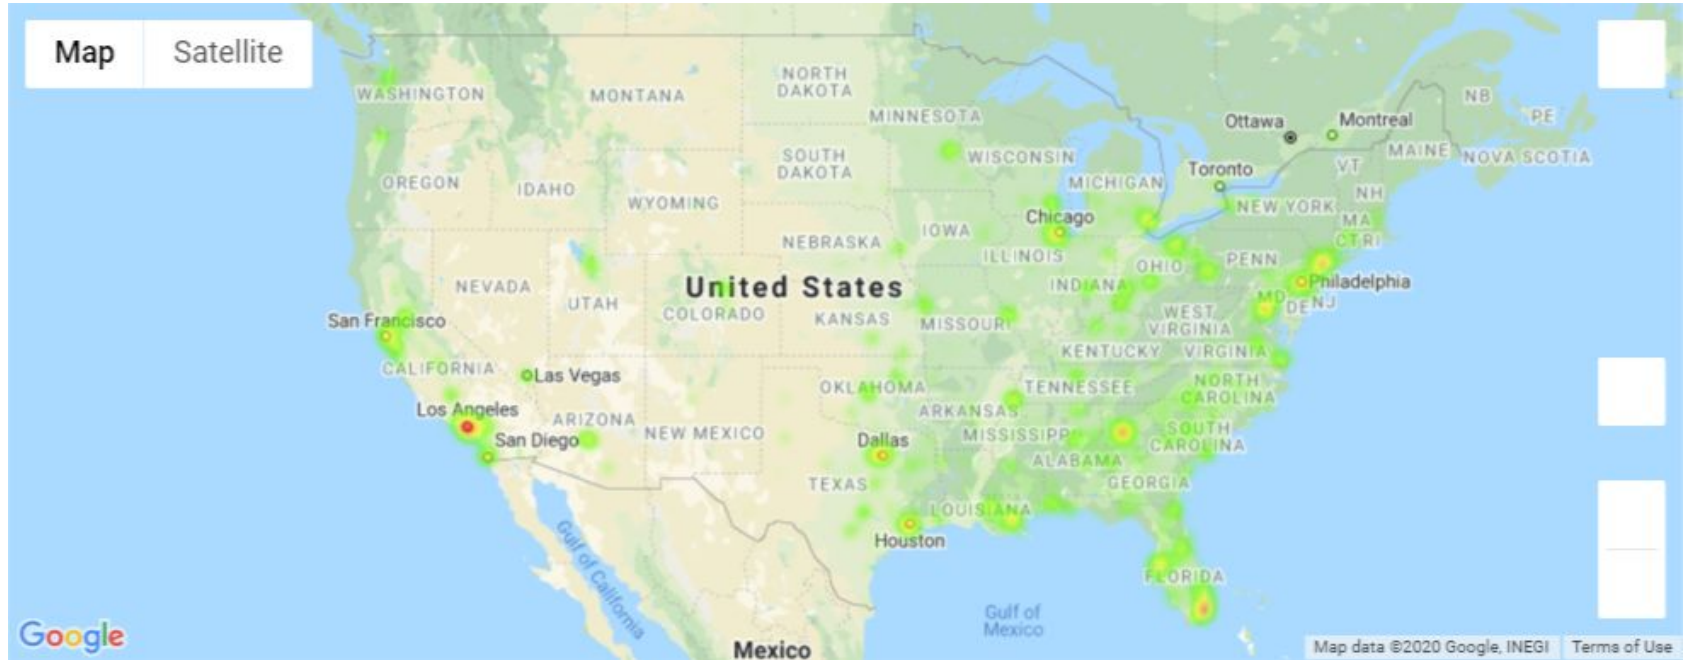 Map Satellite
NORTH
DAKOTA
WASHINGTON
MONTANA
MINNESOTA
NB
PE
Ottawa
Montreal
MAINE
NOVA SCOTIA
SOUTH
DAKOTA
WISCONSIN
VT
Toronto
OREGON
IDAHO
WYOMING
MICHIGAN
NH
NEW YORK
Chicago
MA
IOWA
CT RI
NEBRASKA
ILLINOIS
OHIO
PENN
NEVADA
United States
INDIANA
Philadelphia
UTAH
COLORADO
MD
DE NJ
San Francisco
KANSAS
MISSOURI
WEST
VIRGINIA
KENTUCKY
VIRGINIA
CALIFORNIA
Las Vegas
OKLAHOMA
TENNESSEE
NORTH
CAROLINA
Los Angeles
ARIZONA
ARKANSAS
San Diego
NEW MEXICO
Dallas
MISSISSIPPI
SOUTH
CAROLINA
ALABAMA
TEXAS
GEORGIA
LOUISIANA
Houston
Gulf of California
FLORIDA
Gulf of
Mexico
Google
Mexico
Map data ©2020 Google, INEGI Terms of Use